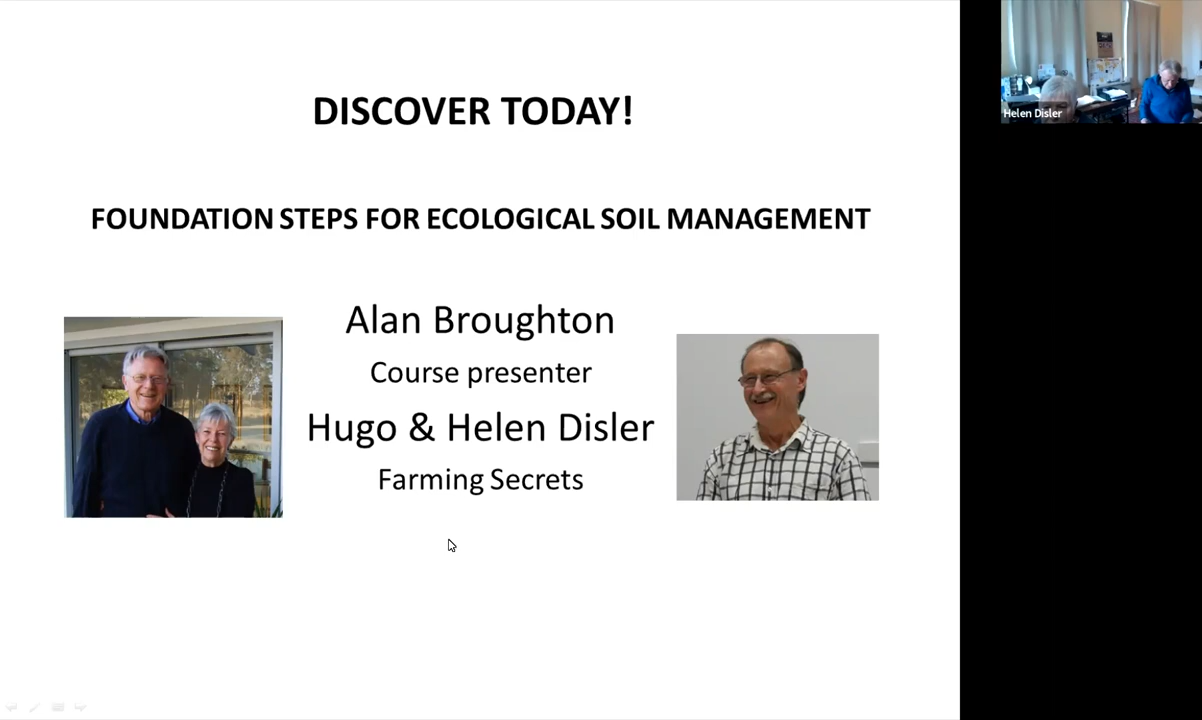 DISCOVER TODAY!
FOUNDATION STEPS FOR ECOLOGICAL SOIL MANAGEMENT
Alan Broughton
Course presenter
Hugo & Helen Disler
Farming Secrets
Helen Disler